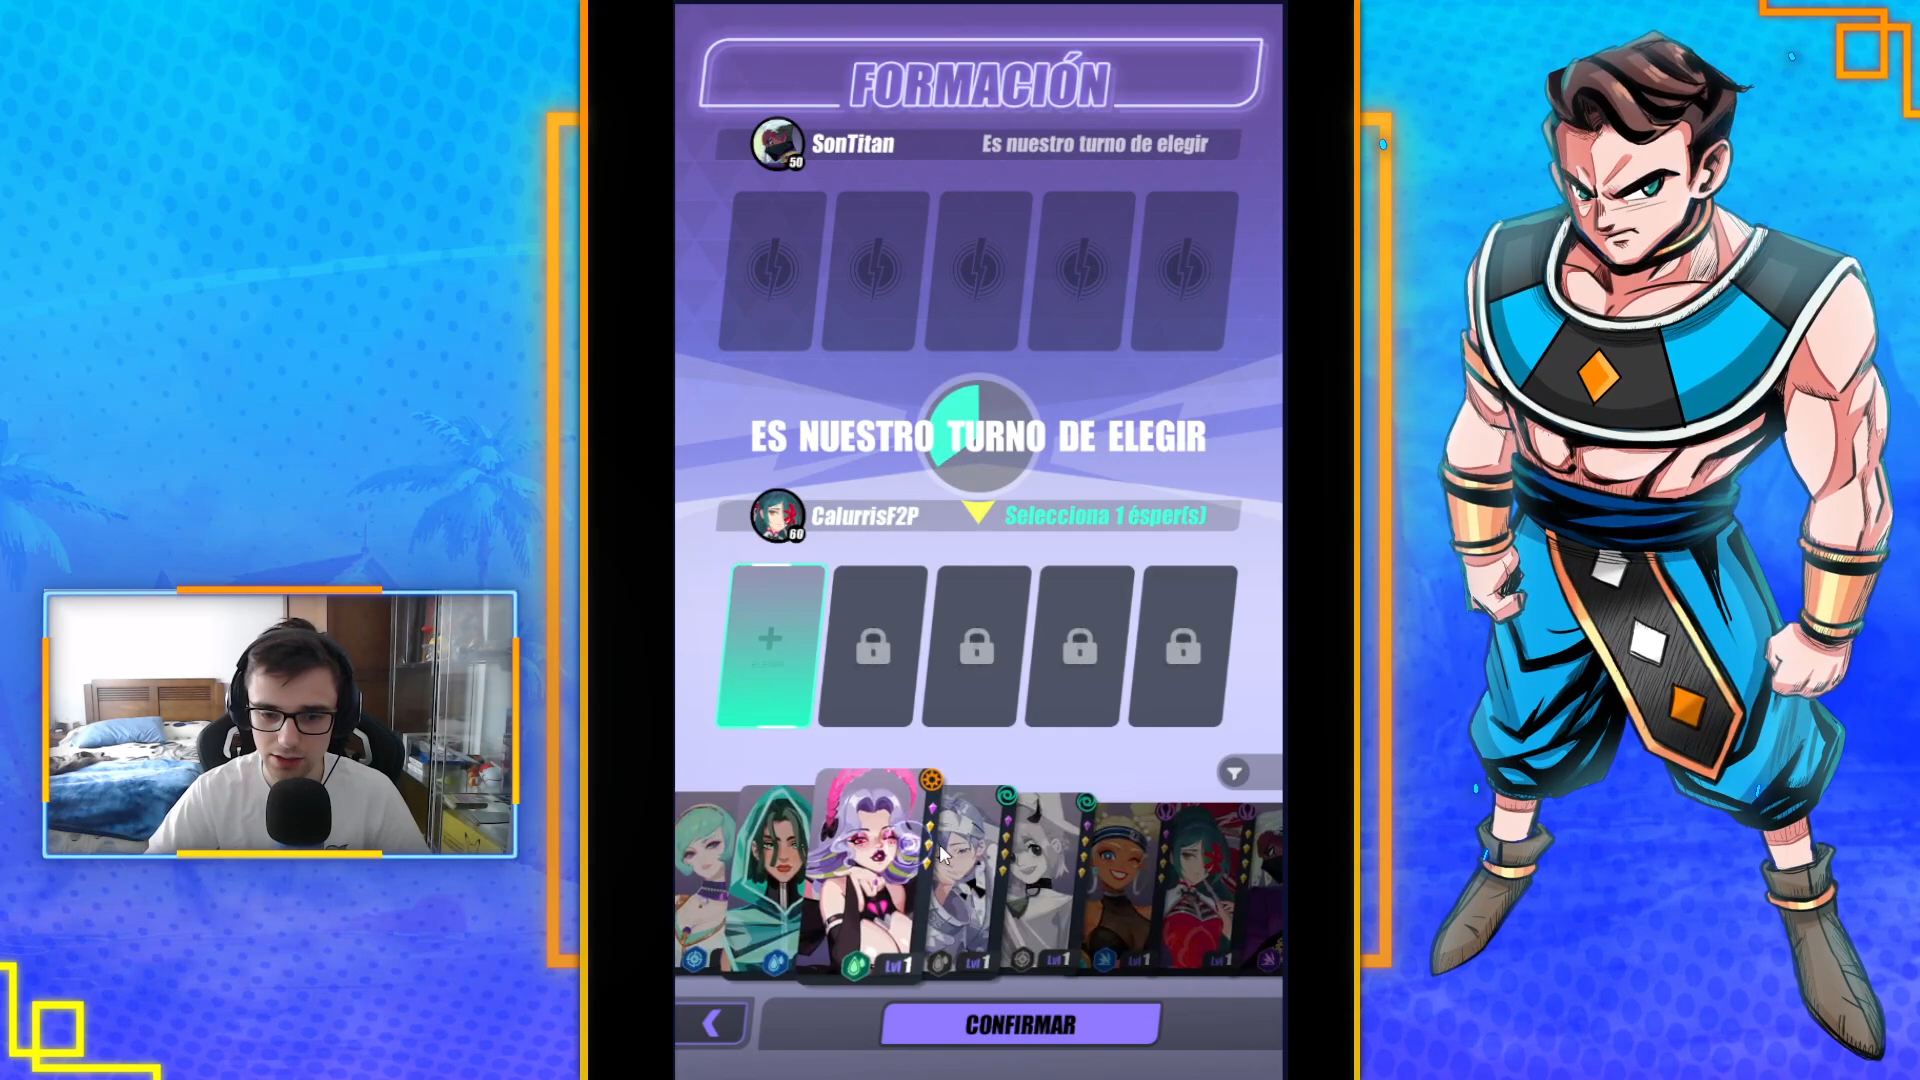 FORMACIÓN
SonTitan
Es nuestro turno de elegir
50
ES NUESTRO TURNO DE ELEGIR
CalurrisF2P
Selecciona 1 ésper(s)
60
Lvl 1
Lvl 1
Lvl 1
Lvl 1
Lvl 1
CONFIRMAR